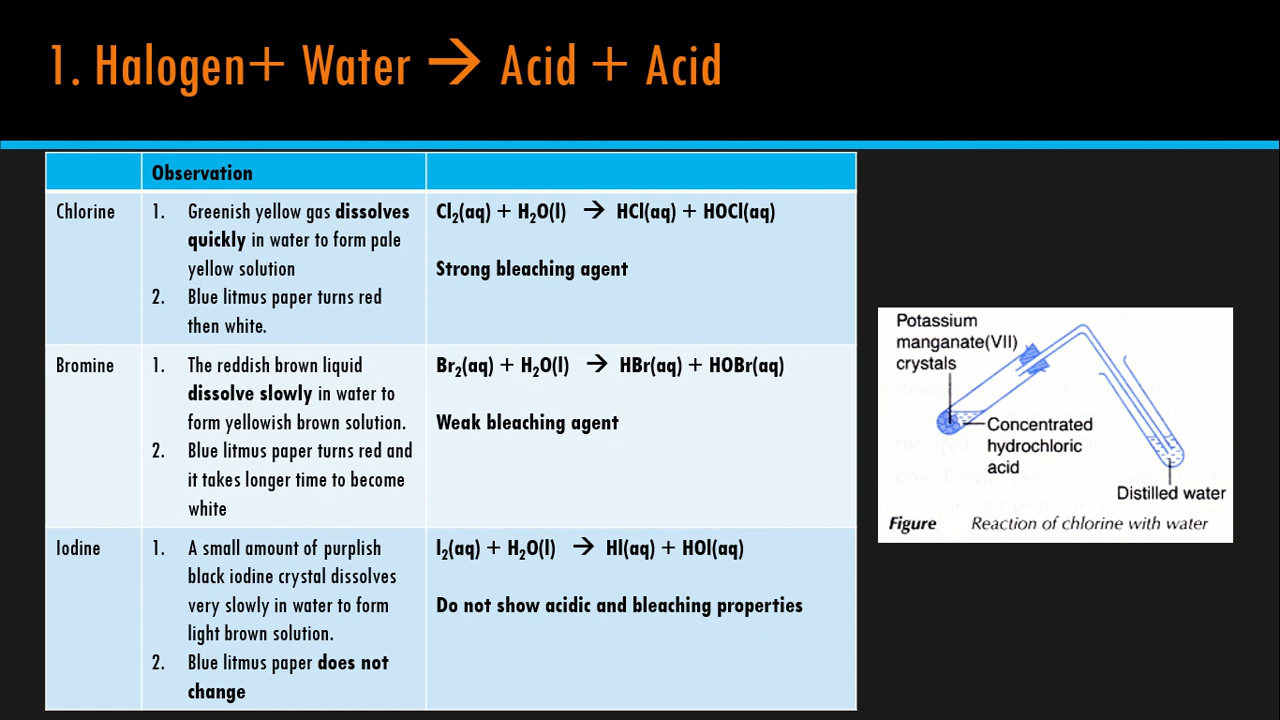 1. Halogen+ Water → Acid + Acid
Observation
Chlorine
1. Greenish yellow gas dissolves
quickly in water to form pale
yellow solution
2. Blue litmus paper turns red
then white.
Cl₂(aq) + H₂O(l) → HCl(aq) + HOCl(aq)
Strong bleaching agent
Bromine
1. The reddish brown liquid
dissolve slowly in water to
form yellowish brown solution.
2. Blue litmus paper turns red and
it takes longer time to become
white
Br₂(aq) + H₂O(l) → HBr(aq) + HOBr(aq)
Weak bleaching agent
Iodine
1. A small amount of purplish
black iodine crystal dissolves
very slowly in water to form
light brown solution.
2. Blue litmus paper does not
change
I₂(aq) + H₂O(l) → HI(aq) + HOI(aq)
Do not show acidic and bleaching properties
Potassium
manganate(VII)
crystals
Concentrated
hydrochloric
acid
Distilled water
Figure Reaction of chlorine with water